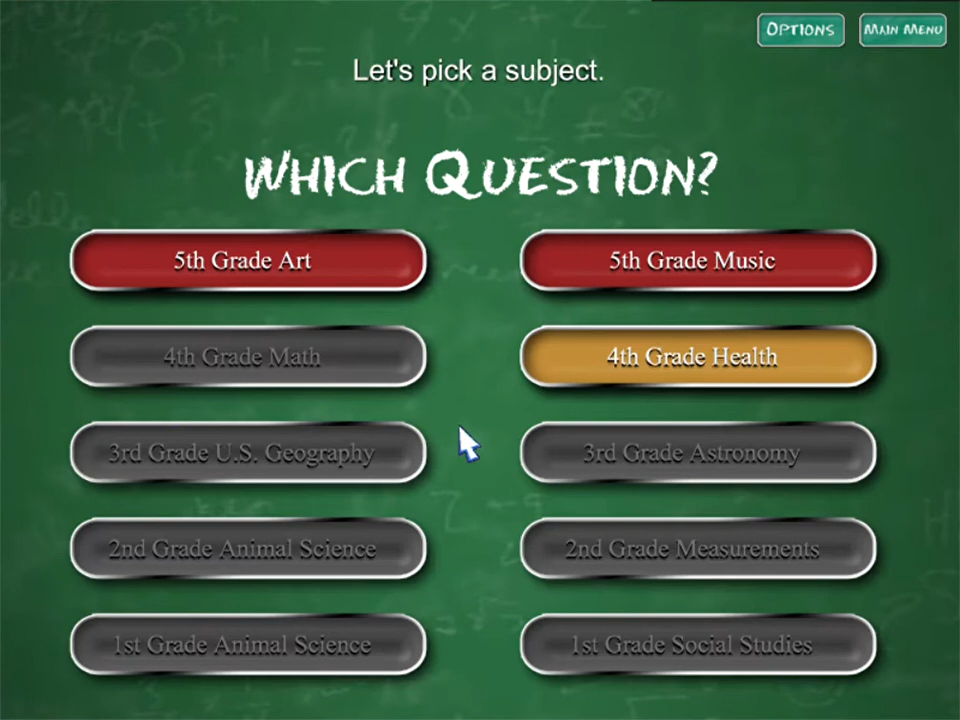 Options
Main Menu
Let's pick a subject.
Which Question?
5th Grade Art
5th Grade Music
4th Grade Math
4th Grade Health
3rd Grade U.S. Geography
3rd Grade Astronomy
2nd Grade Animal Science
2nd Grade Measurements
1st Grade Animal Science
1st Grade Social Studies